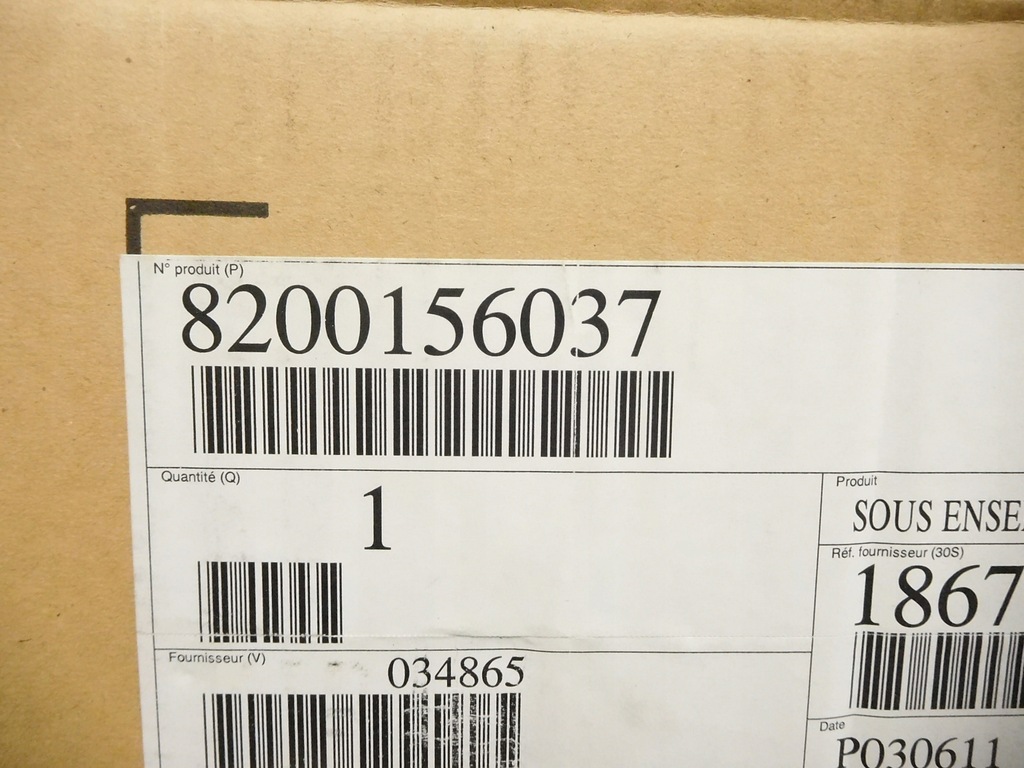 N° produit (P)
8200156037
Quantité (Q)
1
Produit
SOUS ENSE
Réf. fournisseur (30S)
1867
Fournisseur (V)
034865
Date
P030611